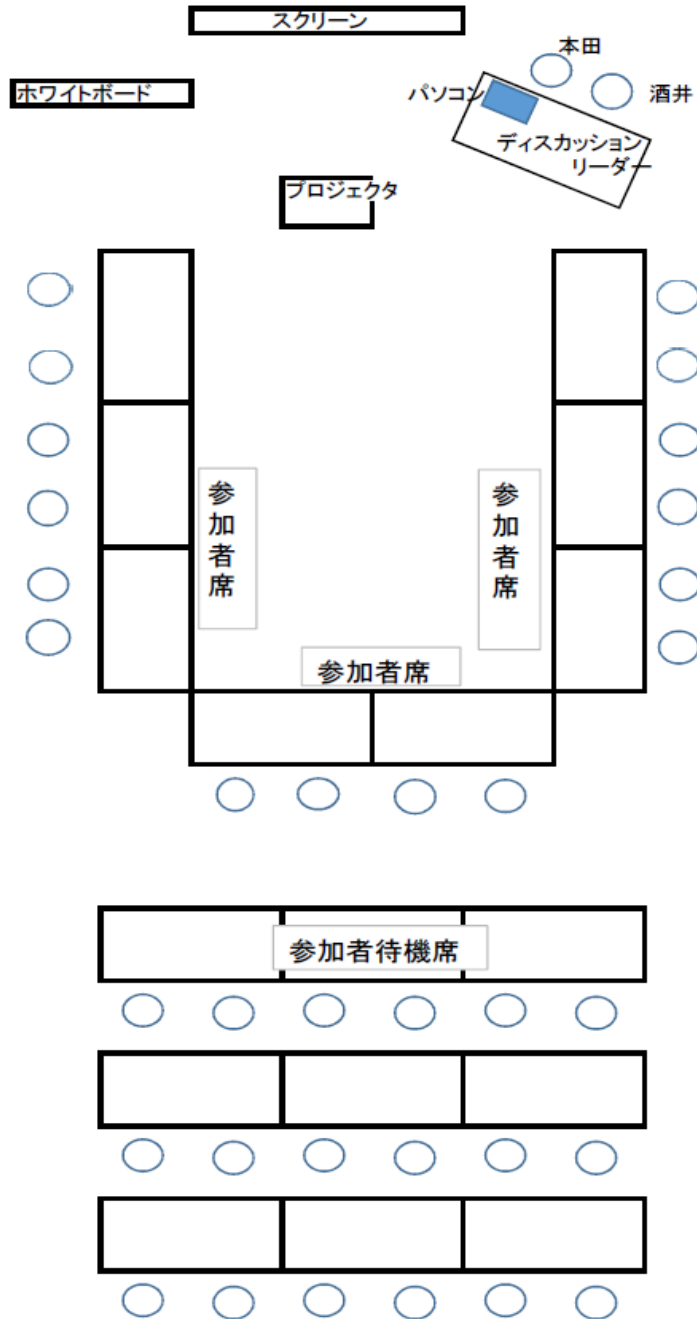 スクリーン
本田
ホワイトボード
パソコン
酒井
ディスカッション
リーダー
プロジェクタ
参加者席
参加者席
参加者席
参加者待機席